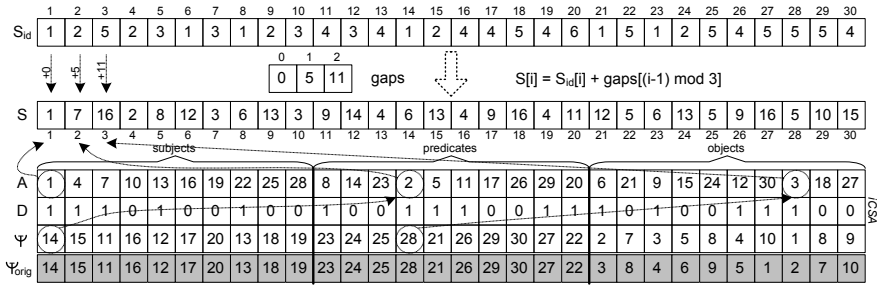 1 2 3 4 5 6 7 8 9 10 11 12 13 14 15 16 17 18 19 20 21 22 23 24 25 26 27 28 29 30
Sid 1 2 5 2 3 1 3 1 2 3 4 3 4 1 2 4 4 5 4 6 1 5 1 2 5 4 5 5 5 4
+0 +5 +11
0 1 2
0 5 11 gaps
S[i] = Sid[i] + gaps[(i-1) mod 3]
S 1 7 16 2 8 12 3 6 13 3 9 14 4 6 13 4 9 16 4 11 12 5 6 13 5 9 16 5 10 15
1 2 3 4 5 6 7 8 9 10 11 12 13 14 15 16 17 18 19 20 21 22 23 24 25 26 27 28 29 30
subjects predicates objects
A 1 4 7 10 13 16 19 22 25 28 8 14 23 2 5 11 17 26 29 20 6 21 9 15 24 12 30 3 18 27
D 1 1 1 0 1 0 0 1 0 0 1 0 0 1 1 1 0 0 1 1 1 0 1 0 0 1 1 1 0 0
Ψ 14 15 11 16 12 17 20 13 18 19 23 24 25 28 21 26 29 30 27 22 2 7 3 5 8 4 10 1 8 9
Ψorig 14 15 11 16 12 17 20 13 18 19 23 24 25 28 21 26 29 30 27 22 3 8 4 6 9 5 1 2 7 10
iCSA